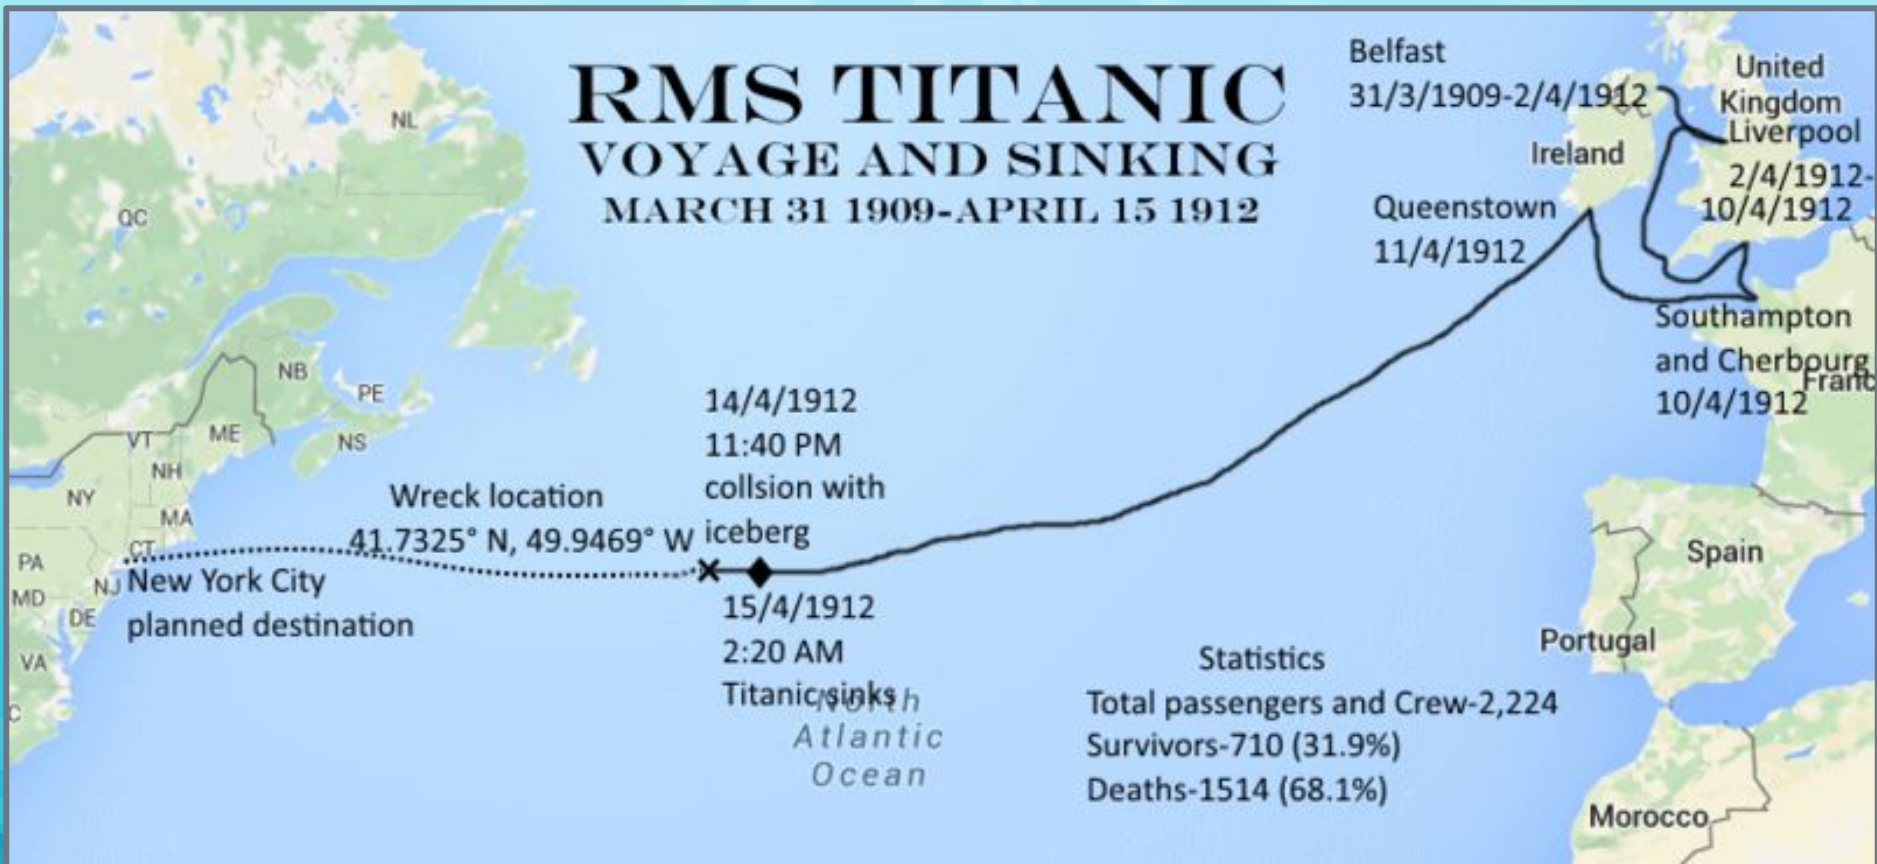 RMS TITANIC
VOYAGE AND SINKING
MARCH 31 1909-APRIL 15 1912
Belfast
31/3/1909-2/4/1912
United
Kingdom
Liverpool
2/4/1912-
10/4/1912
Ireland
Queenstown
11/4/1912
Southampton
and Cherbourg
10/4/1912
Franc
NL
QC
NB
PE
NS
ME
VT
NH
NY
MA
CT
PA
NJ
MD
DE
VA
C
14/4/1912
11:40 PM
collsion with
iceberg
Wreck location
41.7325° N, 49.9469° W
New York City
planned destination
15/4/1912
2:20 AM
Titanic sinks
North
Atlantic
Ocean
Statistics
Total passengers and Crew-2,224
Survivors-710 (31.9%)
Deaths-1514 (68.1%)
Spain
Portugal
Morocco